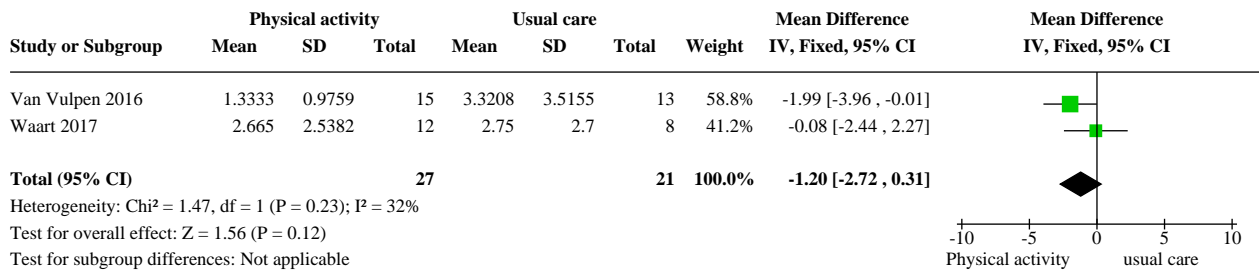 Physical activity Usual care Mean Difference Mean Difference
Study or Subgroup Mean SD Total Mean SD Total Weight IV, Fixed, 95% CI IV, Fixed, 95% CI
Van Vulpen 2016 1.3333 0.9759 15 3.3208 3.5155 13 58.8% -1.99 [-3.96 , -0.01]
Waart 2017 2.665 2.5382 12 2.75 2.7 8 41.2% -0.08 [-2.44 , 2.27]
Total (95% CI) 27 21 100.0% -1.20 [-2.72 , 0.31]
Heterogeneity: Chi² = 1.47, df = 1 (P = 0.23); I² = 32%
Test for overall effect: Z = 1.56 (P = 0.12)
Test for subgroup differences: Not applicable
-10 -5 0 5 10
Physical activity usual care